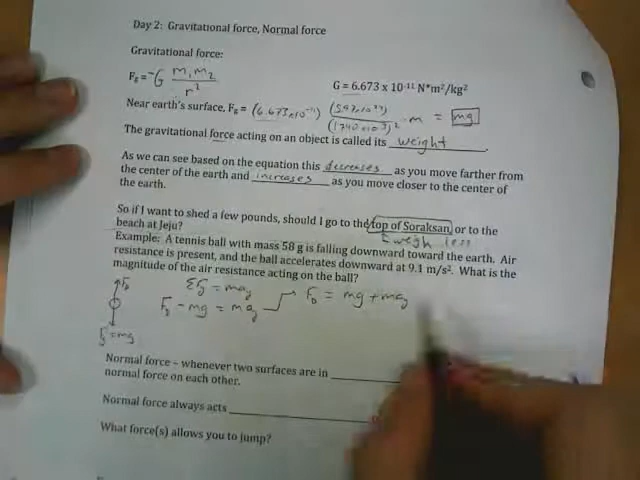 Day 2: Gravitational force, Normal force
Gravitational force:
Fg = -G m₁m₂ / r²
G = 6.673 x 10⁻¹¹ N*m²/kg²
Near earth's surface, Fg = (6.673x10⁻¹¹) (5.97x10²⁴) / (1740x10³)² · m = mg
The gravitational force acting on an object is called its weight.
As we can see based on the equation this decreases as you move farther from
the center of the earth and increases as you move closer to the center of
the earth.
So if I want to shed a few pounds, should I go to the top of Soraksan or to the
beach at Jeju?
weigh less
Example: A tennis ball with mass 58 g is falling downward toward the earth. Air
resistance is present, and the ball accelerates downward at 9.1 m/s². What is the
magnitude of the air resistance acting on the ball?
ΣFy = may
FD - mg = may
FD = mg + may
FD
Fg = mg
Normal force – whenever two surfaces are in
normal force on each other.
Normal force always acts
What force(s) allows you to jump?